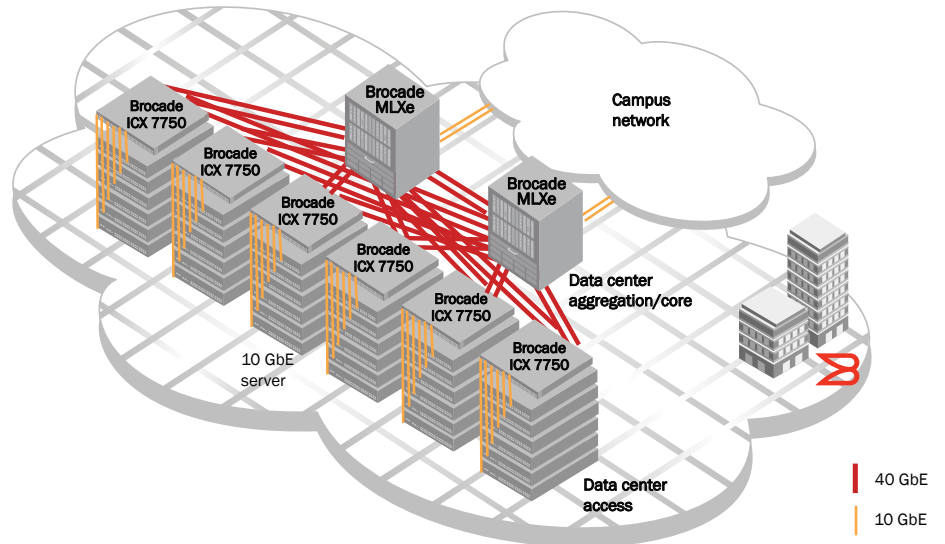 Brocade
MLXe
Campus
network
Brocade
ICX 7750
Brocade
ICX 7750
Brocade
MLXe
Brocade
ICX 7750
Brocade
ICX 7750
Data center
aggregation/core
Brocade
ICX 7750
Brocade
ICX 7750
10 GbE
server
Data center
access
40 GbE
10 GbE